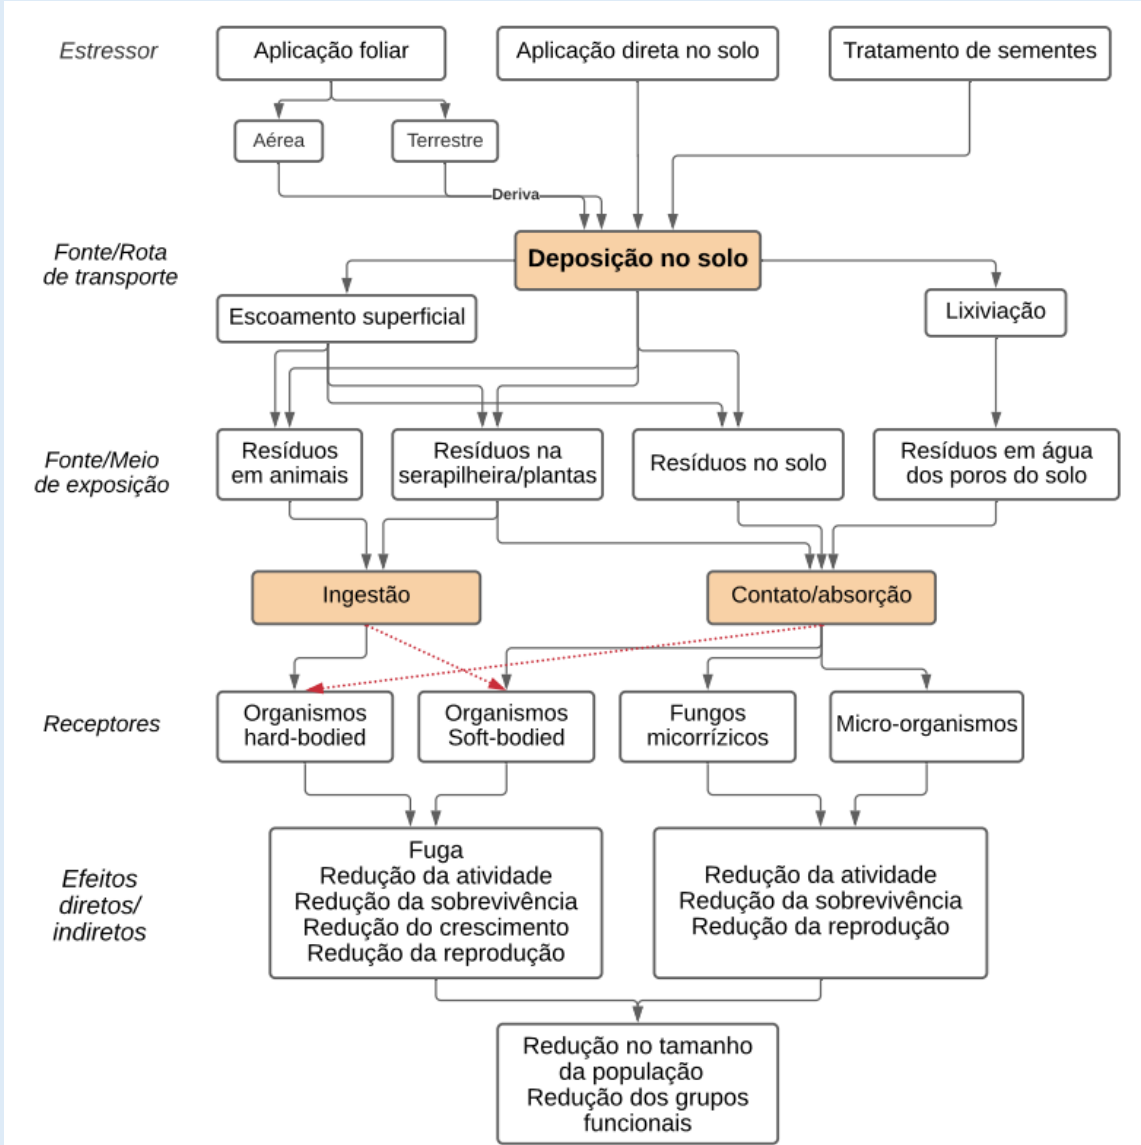 Estressor
Aplicação foliar
Aplicação direta no solo
Tratamento de sementes
Aérea
Terrestre
Deriva
Fonte/Rota
de transporte
Deposição no solo
Escoamento superficial
Lixiviação
Fonte/Meio
de exposição
Resíduos
em animais
Resíduos na
serapilheira/plantas
Resíduos no solo
Resíduos em água
dos poros do solo
Ingestão
Contato/absorção
Receptores
Organismos
hard-bodied
Organismos
Soft-bodied
Fungos
micorrízicos
Micro-organismos
Efeitos
diretos/
indiretos
Fuga
Redução da atividade
Redução da sobrevivência
Redução do crescimento
Redução da reprodução
Redução da atividade
Redução da sobrevivência
Redução da reprodução
Redução no tamanho
da população
Redução dos grupos
funcionais